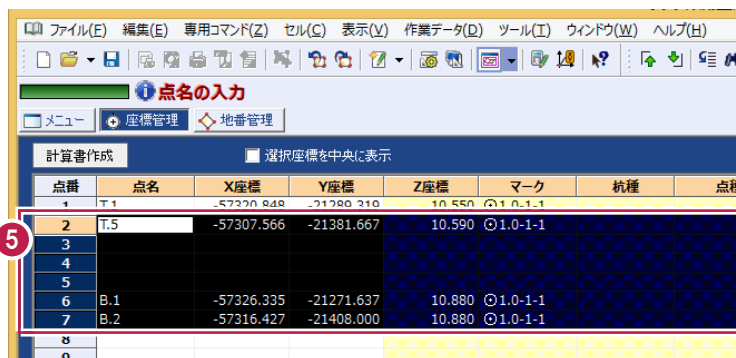 ファイル(F) 編集(E) 専用コマンド(Z) セル(C) 表示(V) 作業データ(D) ツール(T) ウィンドウ(W) ヘルプ(H)
点名の入力
メニュー 座標管理 地番管理
計算書作成 選択座標を中央に表示
点番 点名 X座標 Y座標 Z座標 マーク 杭種 点種
1 T.1 -57320.848 -21289.319 10.550 1.0-1-1
2 T.5 -57307.566 -21381.667 10.590 1.0-1-1
5
3
4
5
6 B.1 -57326.335 -21271.637 10.880 1.0-1-1
7 B.2 -57316.427 -21408.000 10.880 1.0-1-1
8
9